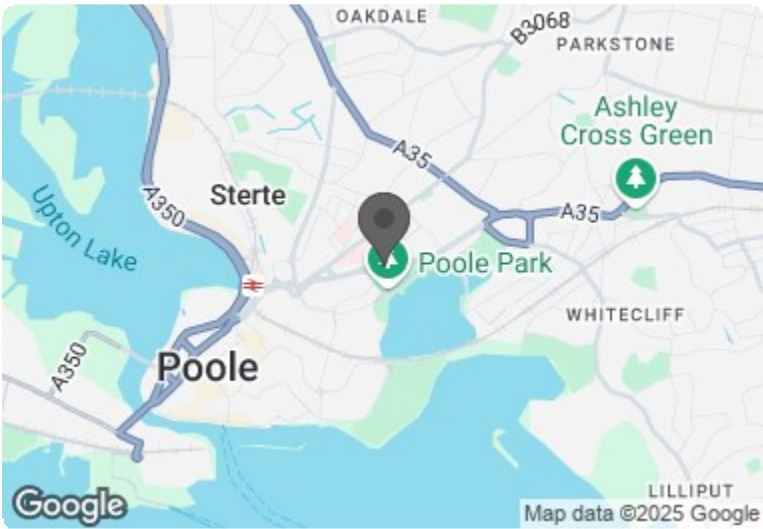 OAKDALE
B3068
PARKSTONE
Ashley
Cross Green
A35
A350
Sterte
A35
Upton Lake
Poole Park
WHITECLIFF
A350
Poole
LILLIPUT
Google
Map data ©2025 Google